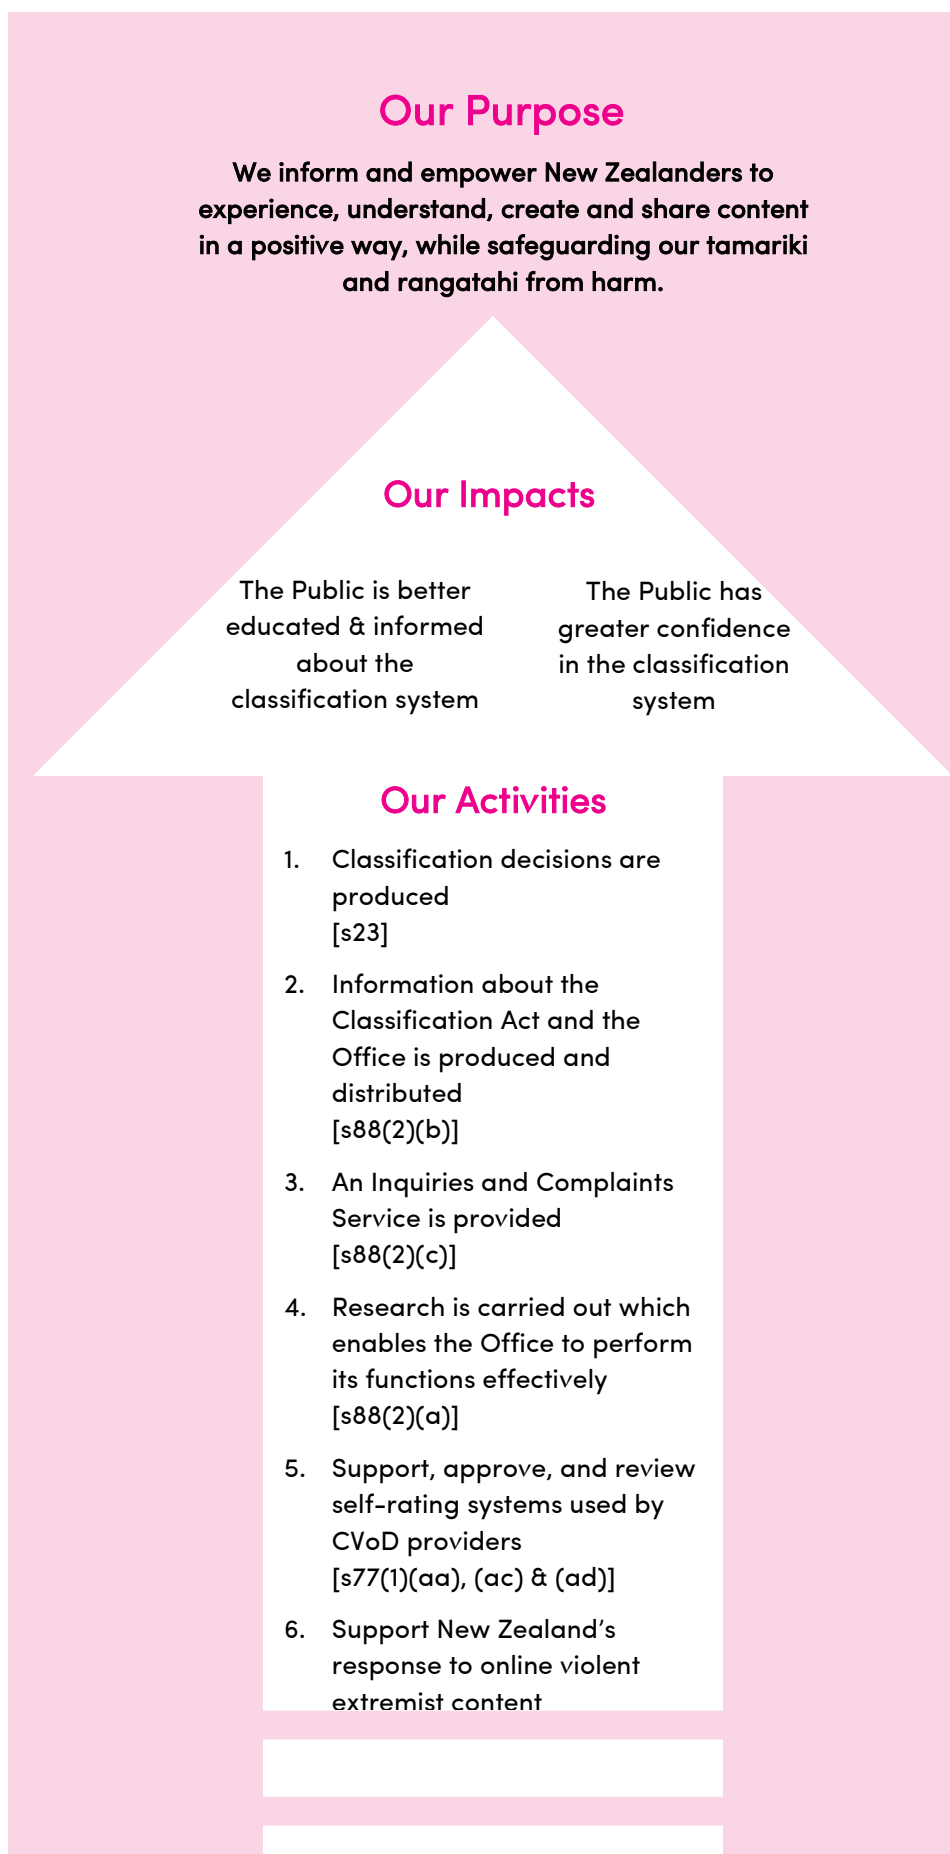 Our Purpose
We inform and empower New Zealanders to
experience, understand, create and share content
in a positive way, while safeguarding our tamariki
and rangatahi from harm.
Our Impacts
The Public is better
educated & informed
about the
classification system
The Public has
greater confidence
in the classification
system
Our Activities
1. Classification decisions are
produced
[s23]
2. Information about the
Classification Act and the
Office is produced and
distributed
[s88(2)(b)]
3. An Inquiries and Complaints
Service is provided
[s88(2)(c)]
4. Research is carried out which
enables the Office to perform
its functions effectively
[s88(2)(a)]
5. Support, approve, and review
self-rating systems used by
CVoD providers
[s77(1)(aa), (ac) & (ad)]
6. Support New Zealand’s
response to online violent
extremist content